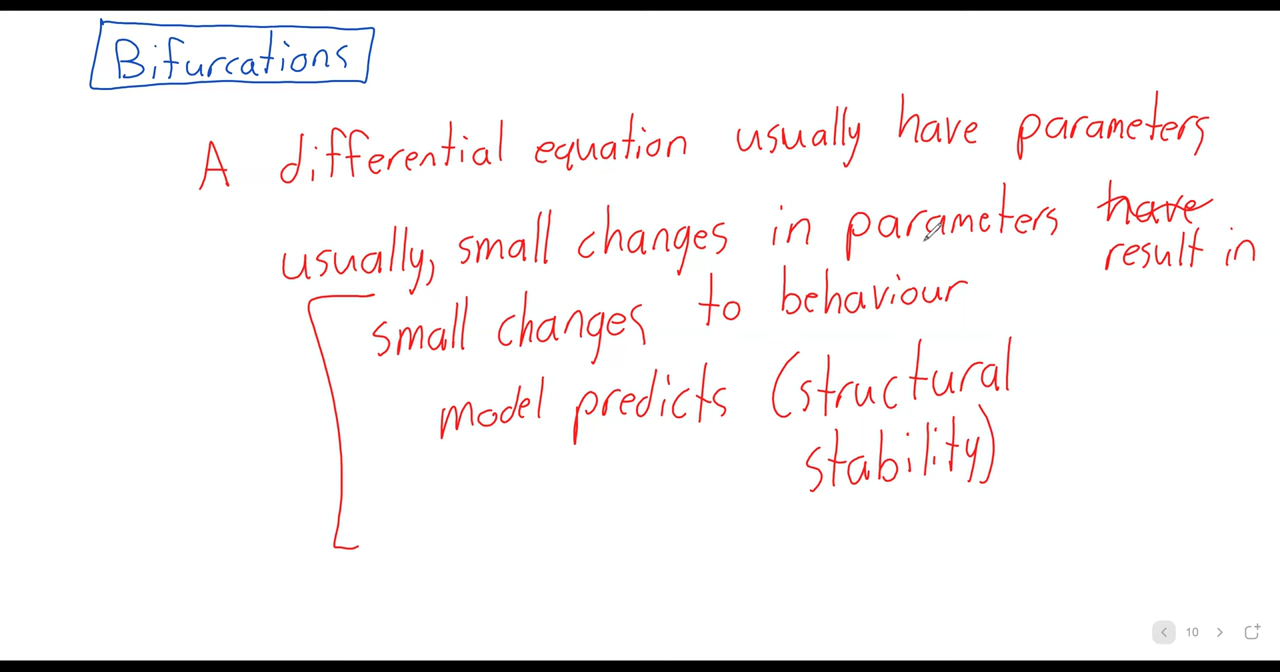 Bifurcations
A differential equation usually have parameters
usually, small changes in parameters have
result in
small changes to behaviour
model predicts (structural
stability)
10